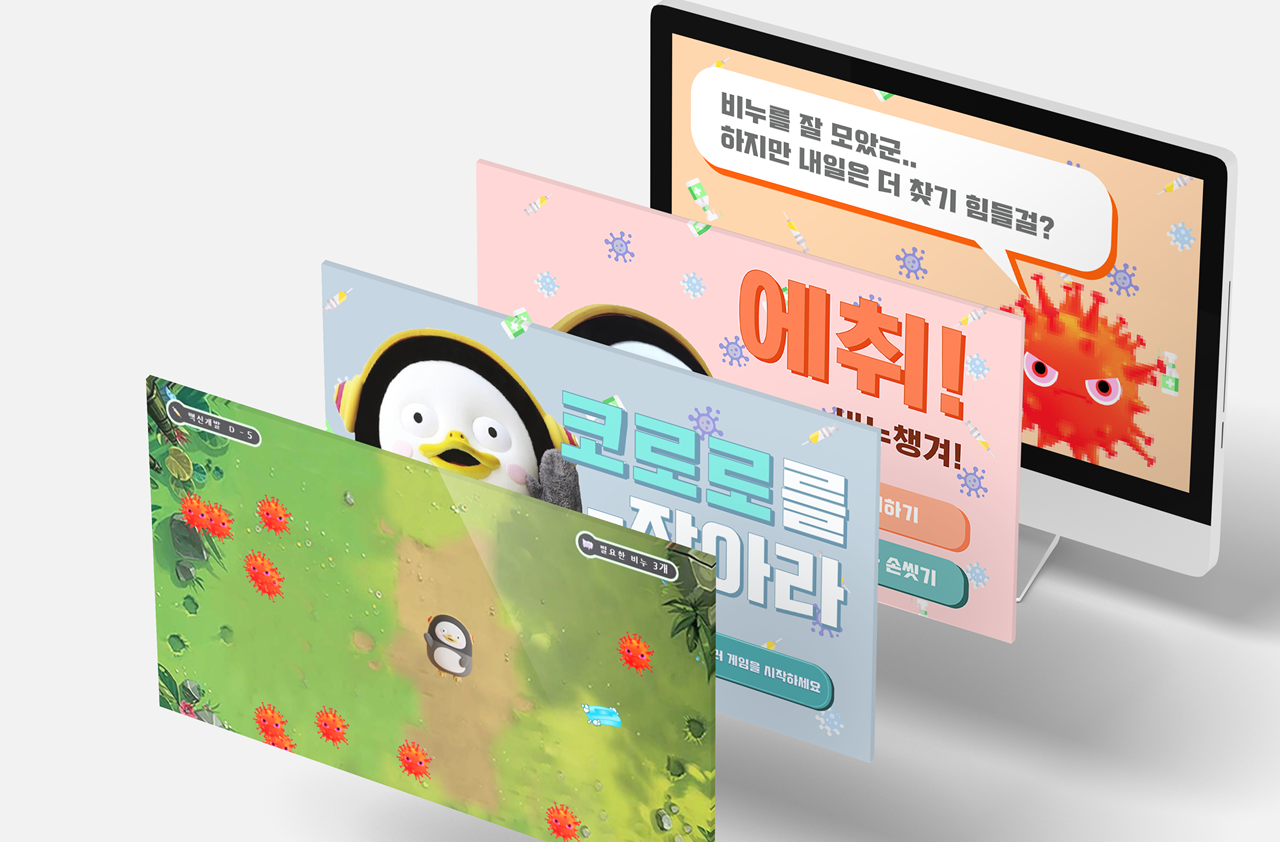 비누를 잘 모았군..
하지만 내일은 더 찾기 힘들걸?
에취!
비누챙겨!
하기
손씻기
코로로를
잡아라
게임을 시작하세요
백신개발 D - 5
필요한 비누 3개